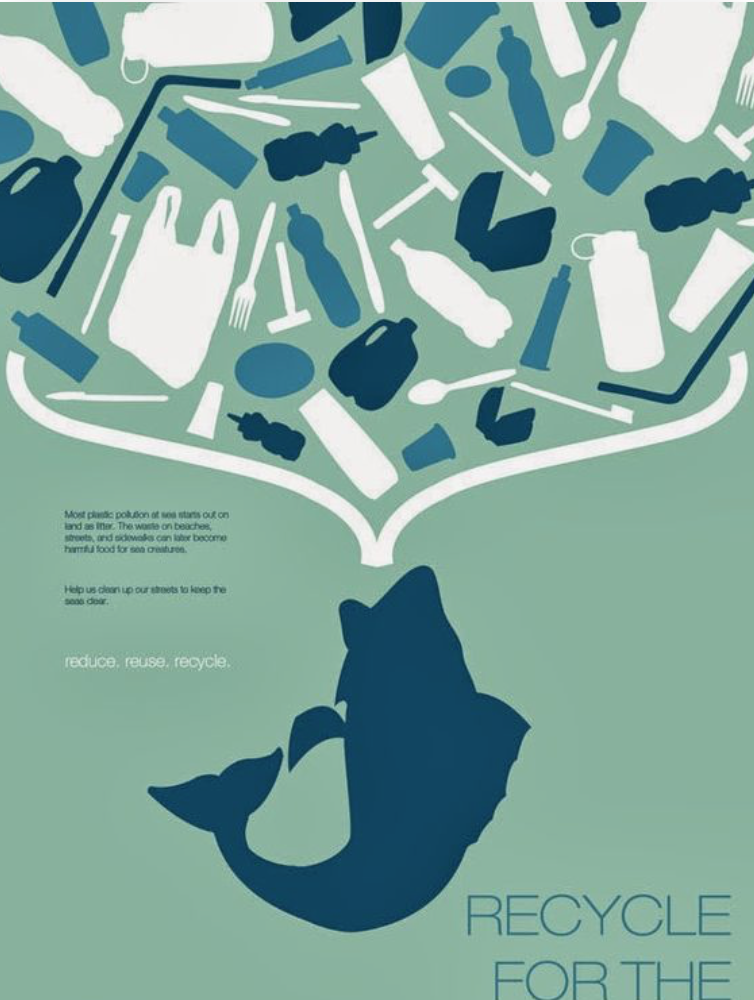 Most plastic pollution at sea starts out on
land as litter. The waste on beaches,
streets, and sidewalks can later become
harmful food for sea creatures.
Help us clean up our streets to keep the
seas clear.
reduce. reuse. recycle.
RECYCLE
FOR THE